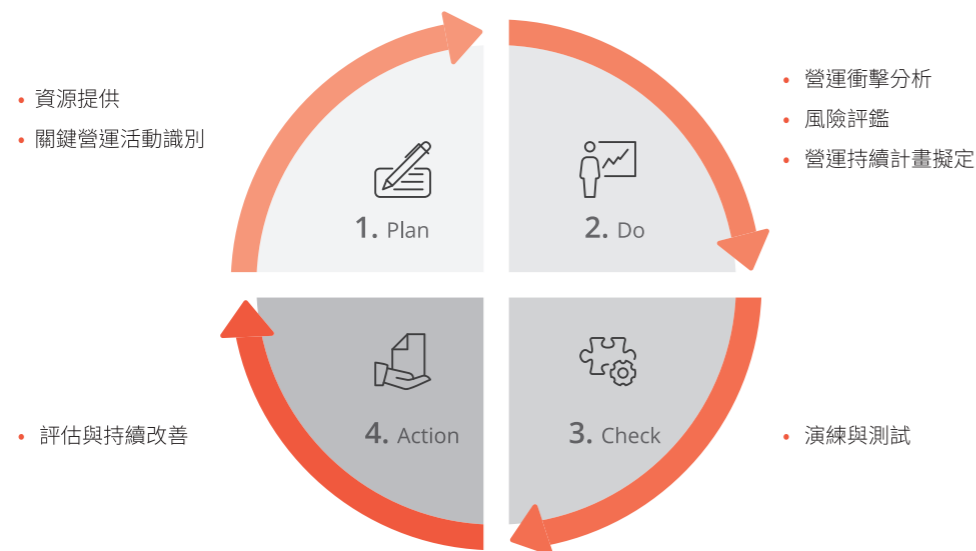 資源提供
關鍵營運活動識別
1. Plan
營運衝擊分析
風險評鑑
營運持續計畫擬定
2. Do
演練與測試
3. Check
評估與持續改善
4. Action